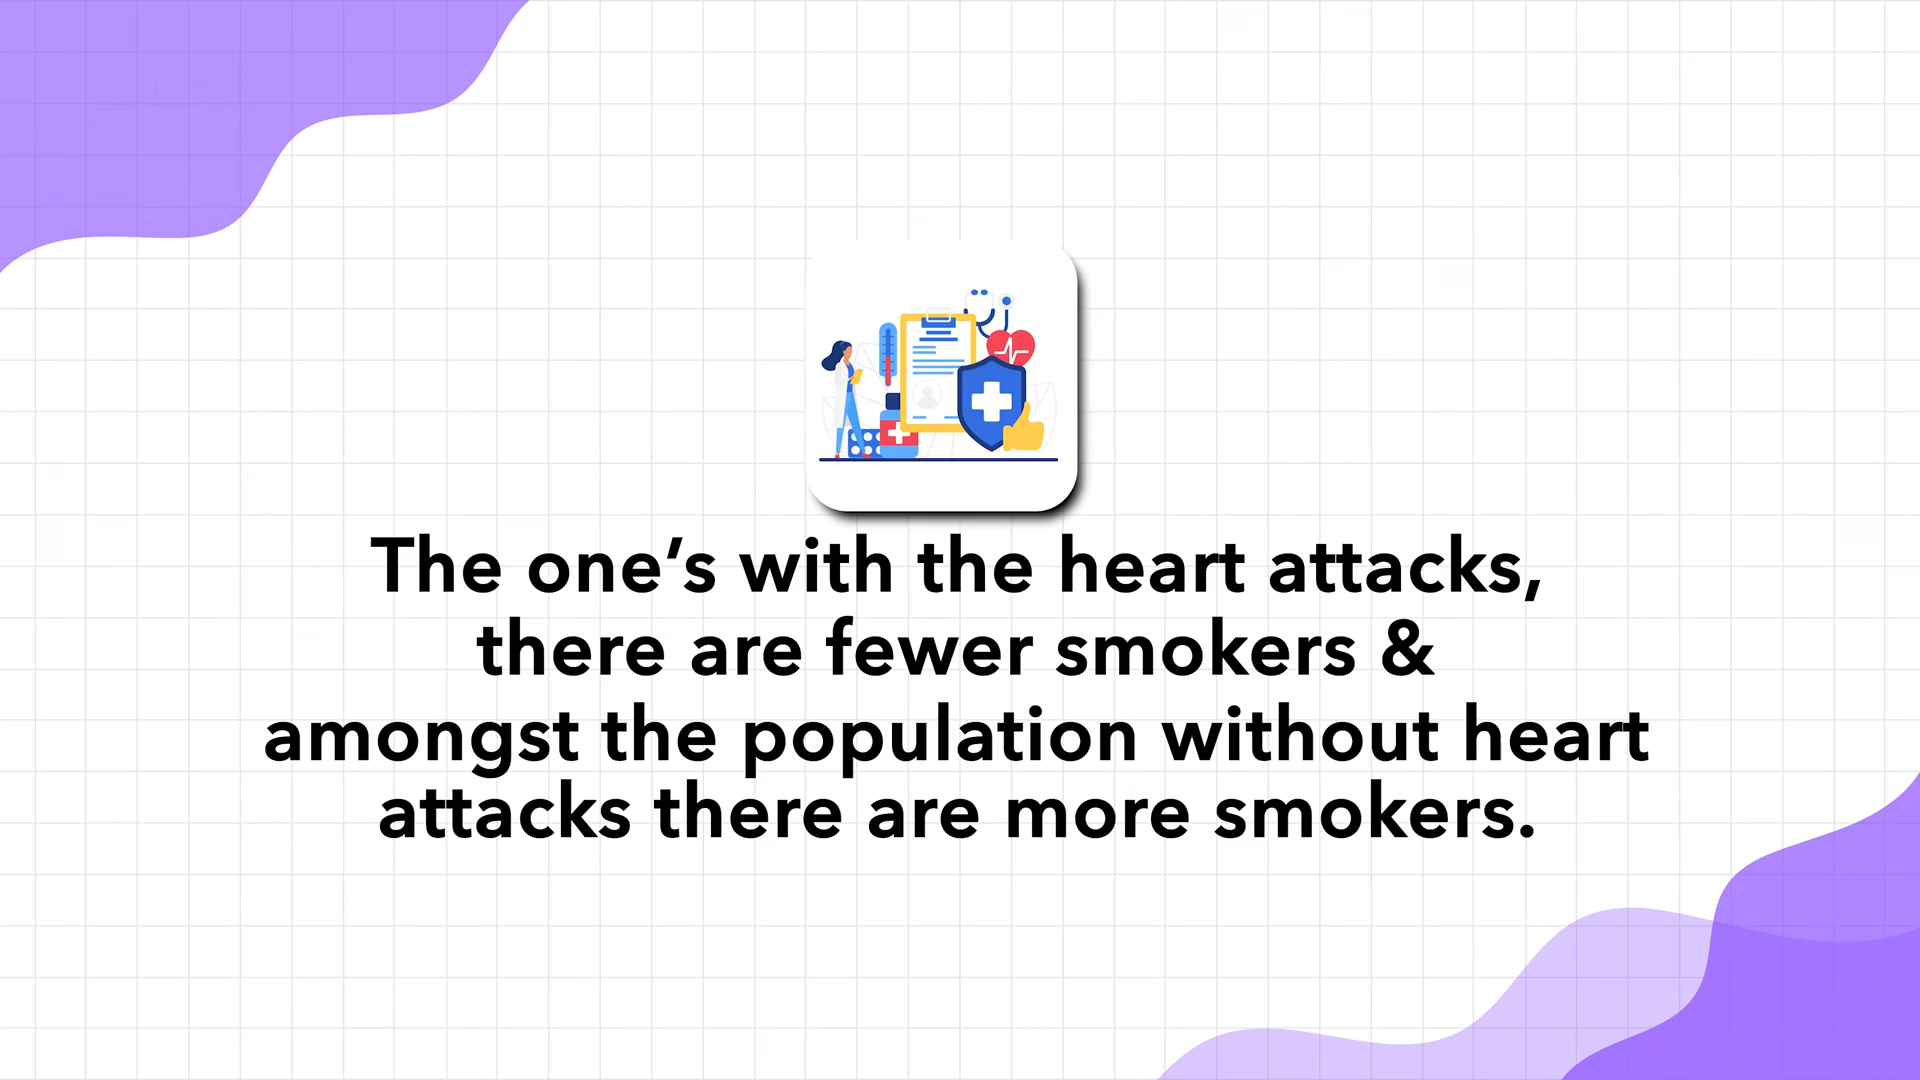 The one’s with the heart attacks,
there are fewer smokers &
amongst the population without heart
attacks there are more smokers.